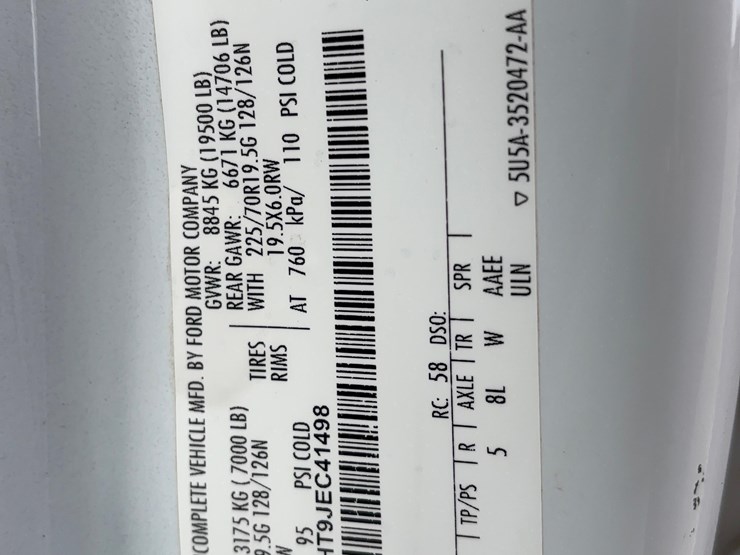 COMPLETE VEHICLE MFD. BY FORD MOTOR COMPANY
GVWR: 8845 KG (19500 LB)
3175 KG ( 7000 LB) REAR GAWR: 6671 KG (14706 LB)
9.5G 128/126N TIRES WITH 225/70R19.5G 128/126N
W RIMS 19.5X6.0RW
95 PSI COLD AT 760 kPa/ 110 PSI COLD
HT9JEC41498
RC: 58 DSO:
TP/PS R AXLE TR SPR
5 8L W AAEE
ULN
▽ 5U5A-3520472-AA